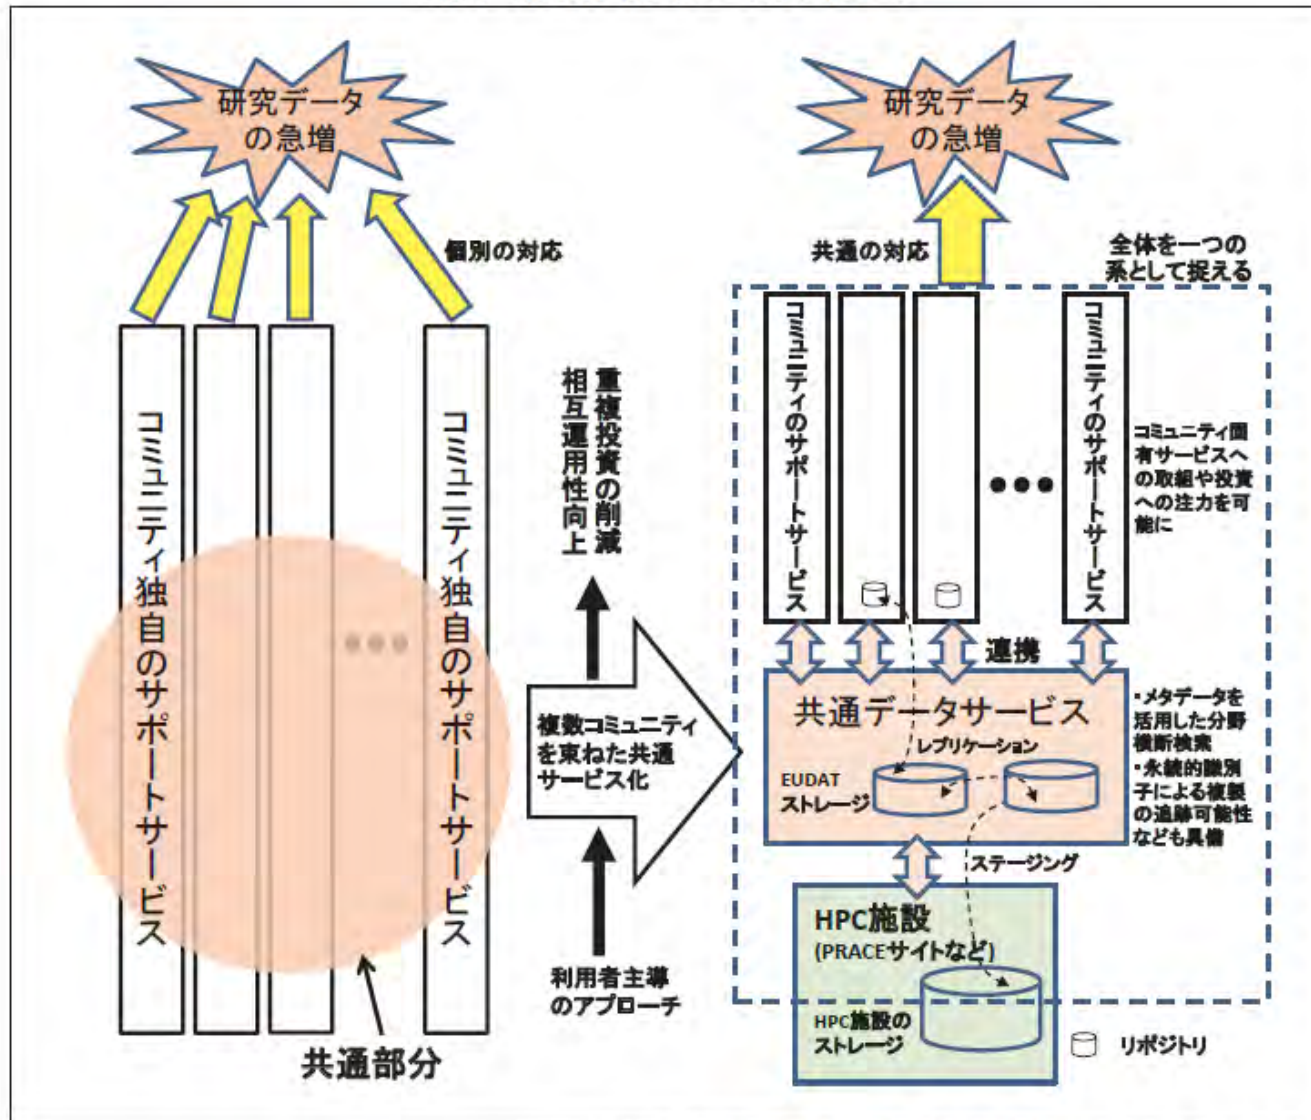 研究データ
の急増
個別の対応
コミュニティ独自のサポートサービス
コミュニティ独自のサポートサービス
共通部分
重複投資の削減
相互運用性向上
複数コミュニティ
を束ねた共通
サービス化
利用者主導
のアプローチ
研究データ
の急増
共通の対応
全体を一つの
系として捉える
コミュニティのサポートサービス
コミュニティのサポートサービス
コミュニティ固
有サービスへ
の取組や投資
への注力を可
能に
連携
共通データサービス
レプリケーション
EUDAT
ストレージ
・メタデータを
活用した分野
横断検索
・永続的識別
子による複製
の追跡可能性
なども具備
ステージング
HPC施設
(PRACEサイトなど)
HPC施設の
ストレージ
リポジトリ